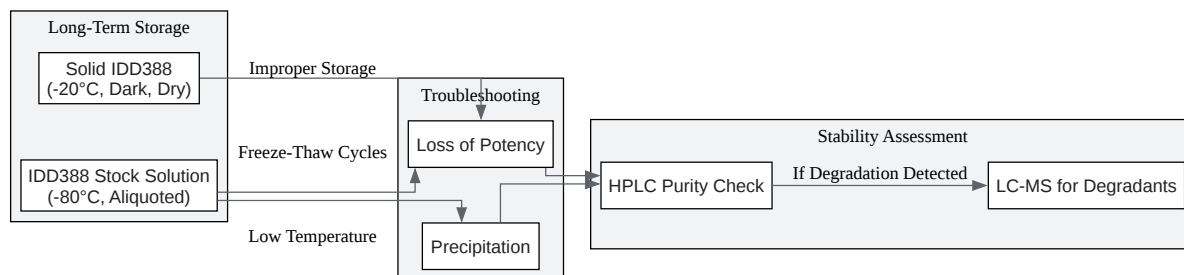 Long-Term Storage
Solid IDD388
(-20°C, Dark, Dry)
Improper Storage
Troubleshooting
Loss of Potency
Freeze-Thaw Cycles
IDD388 Stock Solution
(-80°C, Aliquoted)
Low Temperature
Precipitation
Stability Assessment
HPLC Purity Check
If Degradation Detected
LC-MS for Degradants